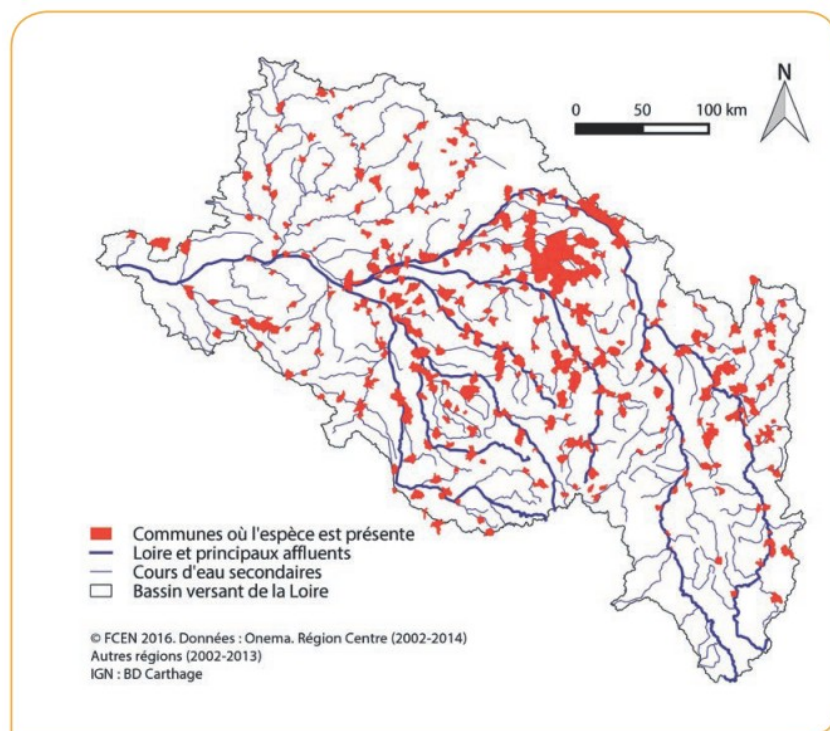 N
0 50 100 km
Communes où l'espèce est présente
Loire et principaux affluents
Cours d'eau secondaires
Bassin versant de la Loire
© FCEN 2016. Données : Onema. Région Centre (2002-2014)
Autres régions (2002-2013)
IGN : BD Carthage